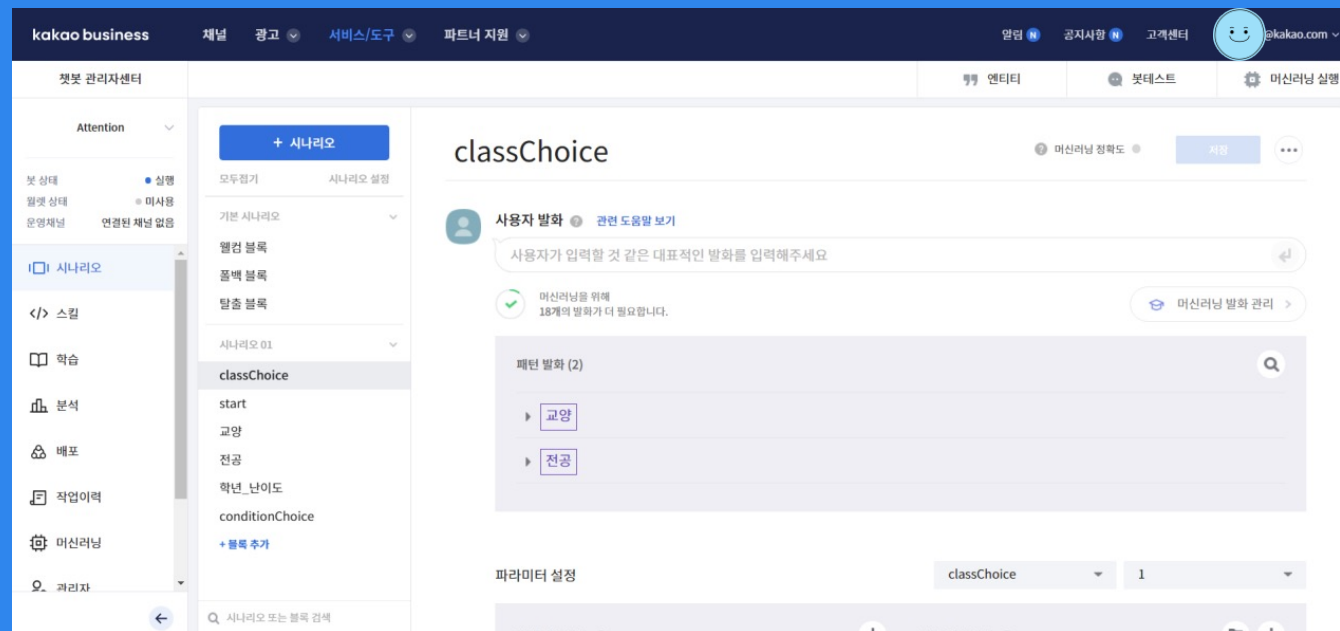 kakao business 채널 광고 서비스/도구 파트너 지원 알림 N 공지사항 N 고객센터 @kakao.com
챗봇 관리자센터 엔티티 봇테스트 머신러닝 실행
Attention
봇 상태 실행
월렛 상태 미사용
운영채널 연결된 채널 없음
시나리오
</> 스킬
학습
분석
배포
작업이력
머신러닝
관리자
+ 시나리오
모두접기 시나리오 설정
기본 시나리오
웰컴 블록
폴백 블록
탈출 블록
시나리오 01
classChoice
start
교양
전공
학년_난이도
conditionChoice
+ 블록 추가
시나리오 또는 블록 검색
classChoice
머신러닝 정확도
저장
사용자 발화 관련 도움말 보기
사용자가 입력할 것 같은 대표적인 발화를 입력해주세요
머신러닝을 위해
18개의 발화가 더 필요합니다.
머신러닝 발화 관리
패턴 발화 (2)
교양
전공
파라미터 설정 classChoice 1